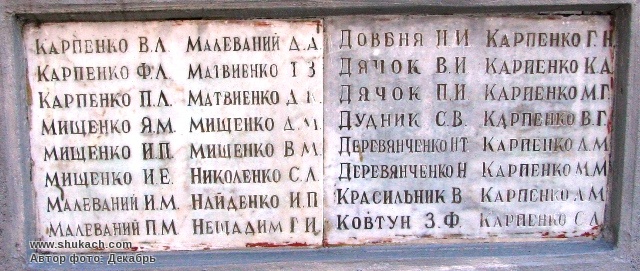 Карпенко В.Л. Малеваний Д.Д.
Карпенко Ф.Л. Матвиенко Т З
Карпенко П.Л. Матвиенко
Мищенко Я.М. Мищенко Д.М.
Мищенко И.П. Мищенко В М
Мищенко И.Е. Николенко С.Л.
Малеваний И.М. Найденко И П
Малеваний П.М. Нещадим Г И
Довбня Н И Карпенко Г.Н.
Дячок В.И Карпенко К.Д.
Дячок П.И Карпенко М.Г.
Дудник С.В. Карпенко В.Г.
Деревянченко Н Т Карпенко Л.М.
Деревянченко Н Карпенко М.М
Красильник В Карпенко Л М
Ковтун З.Ф. Карпенко С.Л
www.shukach.com
Автор фото: Декабрь